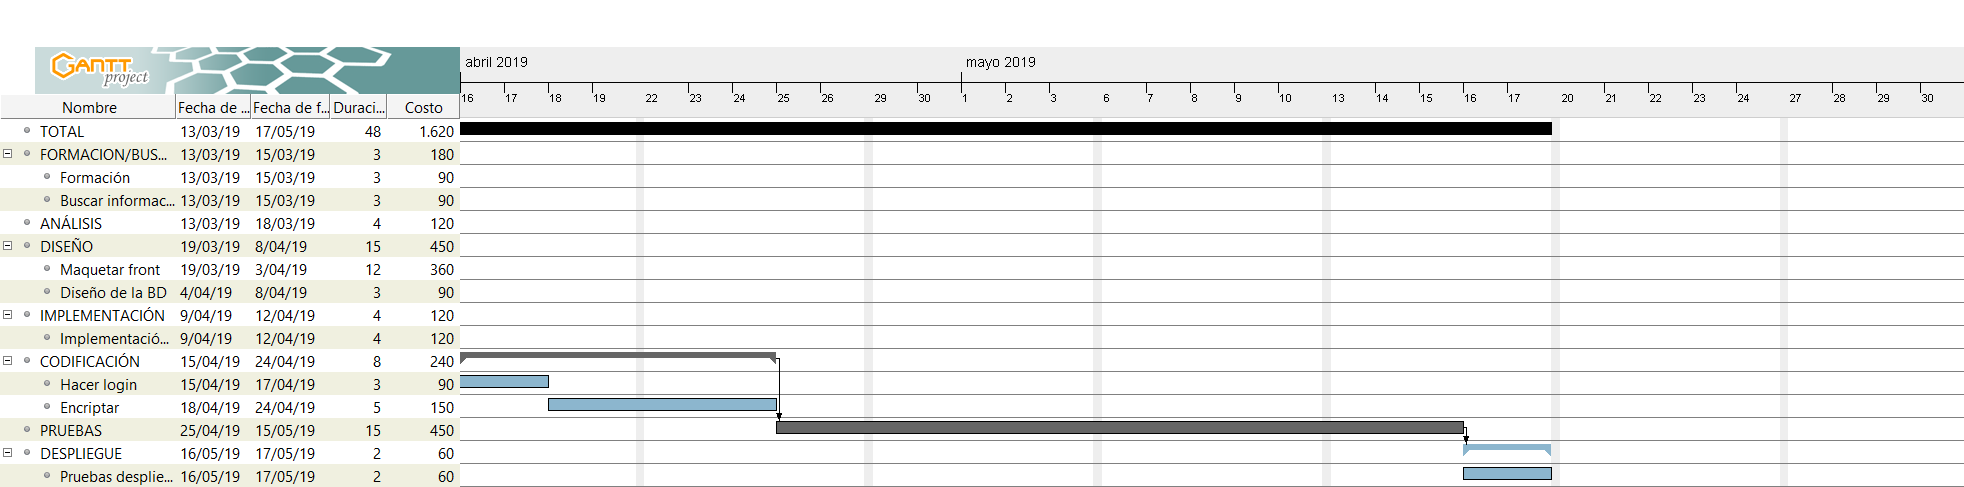 GANTT project
abril 2019 mayo 2019
16 17 18 19 22 23 24 25 26 29 30 1 2 3 6 7 8 9 10 13 14 15 16 17 20 21 22 23 24 27 28 29 30
Nombre Fecha de ... Fecha de f... Duraci... Costo
TOTAL 13/03/19 17/05/19 48 1.620
FORMACION/BUS... 13/03/19 15/03/19 3 180
Formación 13/03/19 15/03/19 3 90
Buscar informac... 13/03/19 15/03/19 3 90
ANÁLISIS 13/03/19 18/03/19 4 120
DISEÑO 19/03/19 8/04/19 15 450
Maquetar front 19/03/19 3/04/19 12 360
Diseño de la BD 4/04/19 8/04/19 3 90
IMPLEMENTACIÓN 9/04/19 12/04/19 4 120
Implementació... 9/04/19 12/04/19 4 120
CODIFICACIÓN 15/04/19 24/04/19 8 240
Hacer login 15/04/19 17/04/19 3 90
Encriptar 18/04/19 24/04/19 5 150
PRUEBAS 25/04/19 15/05/19 15 450
DESPLIEGUE 16/05/19 17/05/19 2 60
Pruebas desplie... 16/05/19 17/05/19 2 60